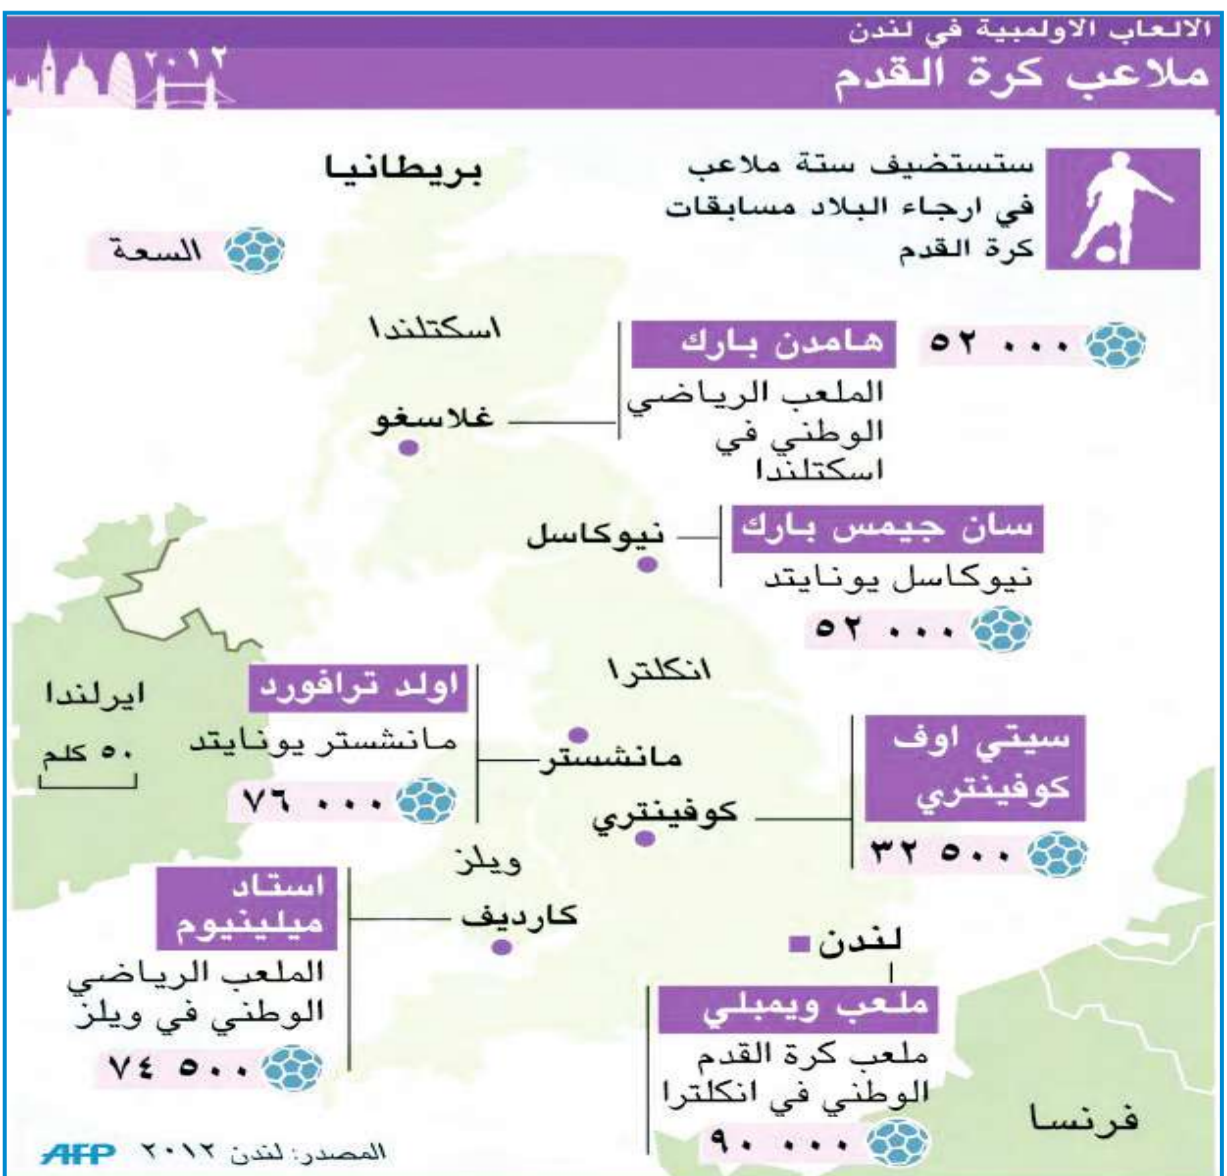 الالعاب الاولمبية في لندن
ملاعب كرة القدم
٢٠١٢
ستستضيف ستة ملاعب
في ارجاء البلاد مسابقات
كرة القدم
بريطانيا
السعة
اسكتلندا
هامدن بارك
٥٢ ٠٠٠
الملعب الرياضي
الوطني في
اسكتلندا
غلاسغو
سان جيمس بارك
نيوكاسل يونايتد
٥٢ ٠٠٠
نيوكاسل
انكلترا
ايرلندا
٥٠ كلم
اولد ترافورد
مانشستر يونايتد
٧٦ ٠٠٠
مانشستر
سيتي اوف
كوفينتري
٣٢ ٥٠٠
كوفينتري
ويلز
كارديف
استاد
ميلينيوم
الملعب الرياضي
الوطني في ويلز
٧٤ ٥٠٠
لندن
ملعب ويمبلي
ملعب كرة القدم
الوطني في انكلترا
٩٠ ٠٠٠
فرنسا
المصدر: لندن ٢٠١٢
AFP